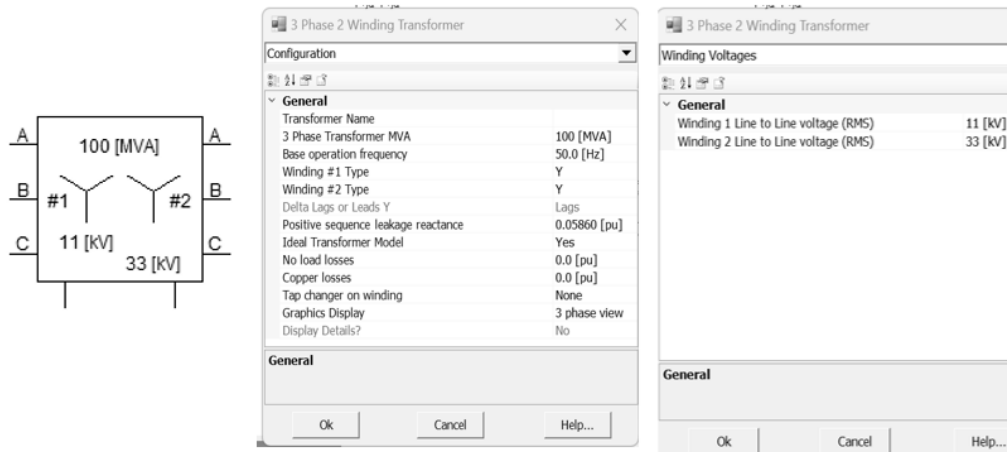 A
100 [MVA]
A
B
#1
#2
B
C
11 [kV]
C
33 [kV]
3 Phase 2 Winding Transformer
Configuration
General
Transformer Name
3 Phase Transformer MVA 100 [MVA]
Base operation frequency 50.0 [Hz]
Winding #1 Type Y
Winding #2 Type Y
Delta Lags or Leads Y Lags
Positive sequence leakage reactance 0.05860 [pu]
Ideal Transformer Model Yes
No load losses 0.0 [pu]
Copper losses 0.0 [pu]
Tap changer on winding None
Graphics Display 3 phase view
Display Details? No
General
Ok Cancel Help...
3 Phase 2 Winding Transformer
Winding Voltages
General
Winding 1 Line to Line voltage (RMS) 11 [kV]
Winding 2 Line to Line voltage (RMS) 33 [kV]
General
Ok Cancel Help...